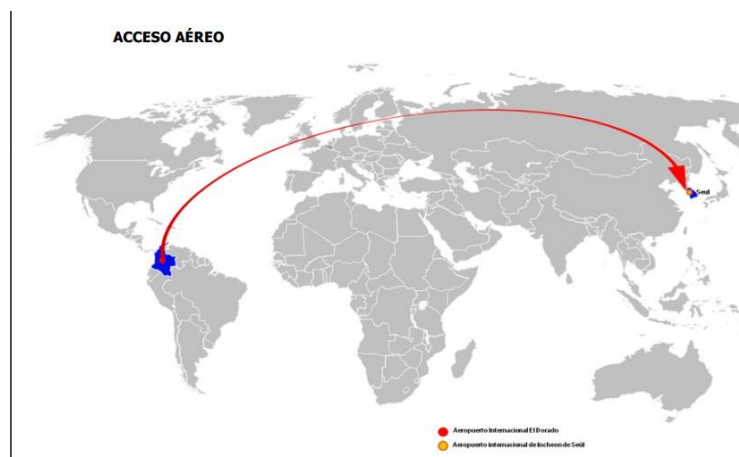 ACCESO AÉREO
Seúl
Aeropuerto Internacional El Dorado
Aeropuerto internacional de Incheon de Seúl